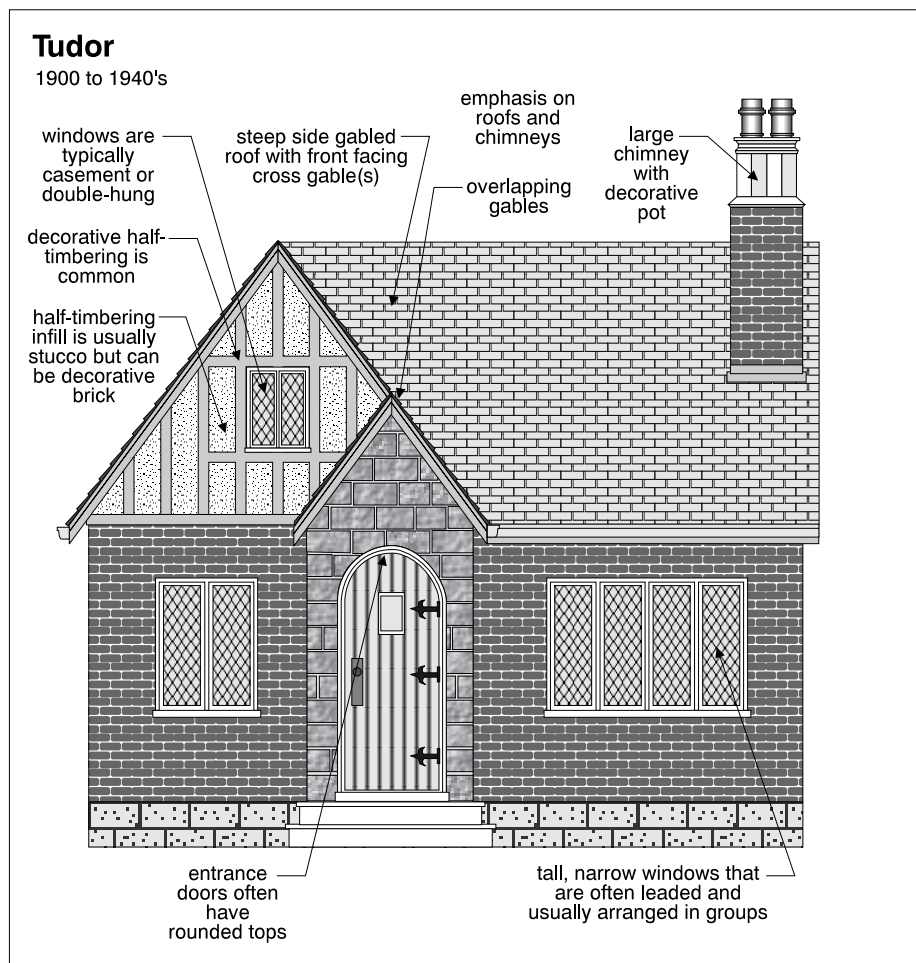 Tudor
1900 to 1940's
windows are
typically
casement or
double-hung
steep side gabled
roof with front facing
cross gable(s)
emphasis on
roofs and
chimneys
large
chimney
with
decorative
pot
overlapping
gables
decorative half-
timbering is
common
half-timbering
infill is usually
stucco but can
be decorative
brick
entrance
doors often
have
rounded tops
tall, narrow windows that
are often leaded and
usually arranged in groups